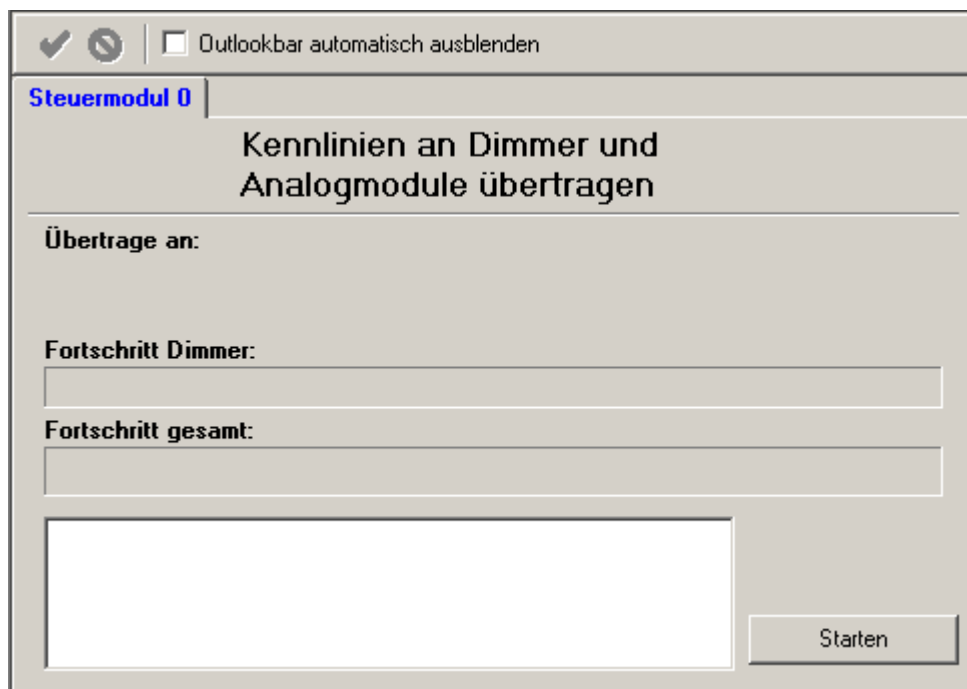 Outlookbar automatisch ausblenden
Steuermodul 0
Kennlinien an Dimmer und
Analogmodule übertragen
Übertrage an:
Fortschritt Dimmer:
Fortschritt gesamt:
Starten